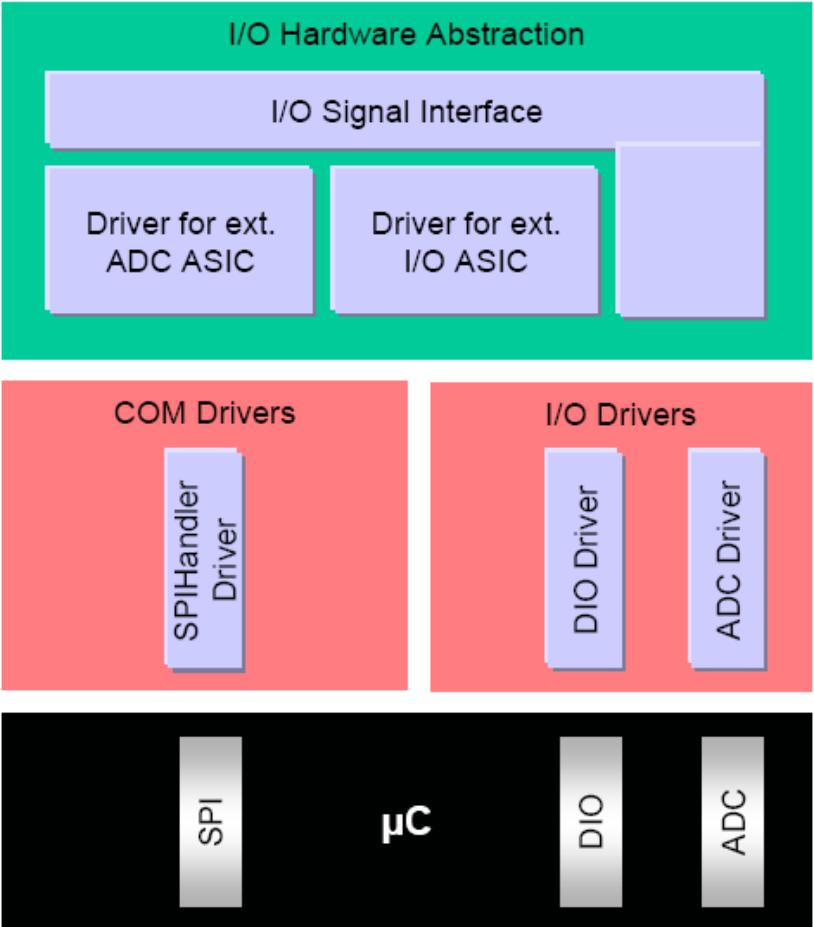 I/O Hardware Abstraction
I/O Signal Interface
Driver for ext.
ADC ASIC
Driver for ext.
I/O ASIC
COM Drivers
SPIHandler
Driver
I/O Drivers
DIO Driver
ADC Driver
SPI
µC
DIO
ADC